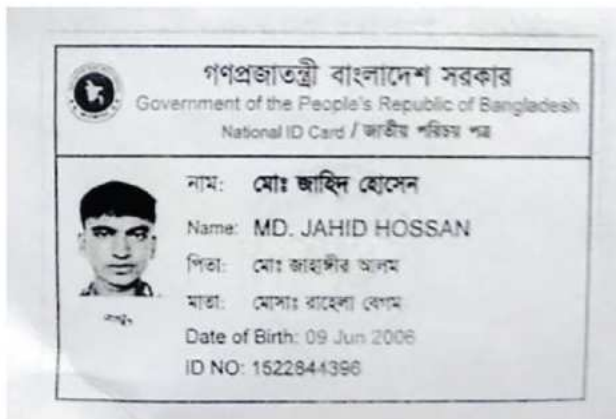 গণপ্রজাতন্ত্রী বাংলাদেশ সরকার
Government of the People's Republic of Bangladesh
National ID Card / জাতীয় পরিচয় পত্র
নাম: মোঃ জাহিদ হোসেন
Name: MD. JAHID HOSSAN
পিতা: মোঃ জাহাঙ্গীর আলম
মাতা: মোসাঃ রাহেলা বেগম
Date of Birth: 09 Jun 2006
ID NO: 1522844396